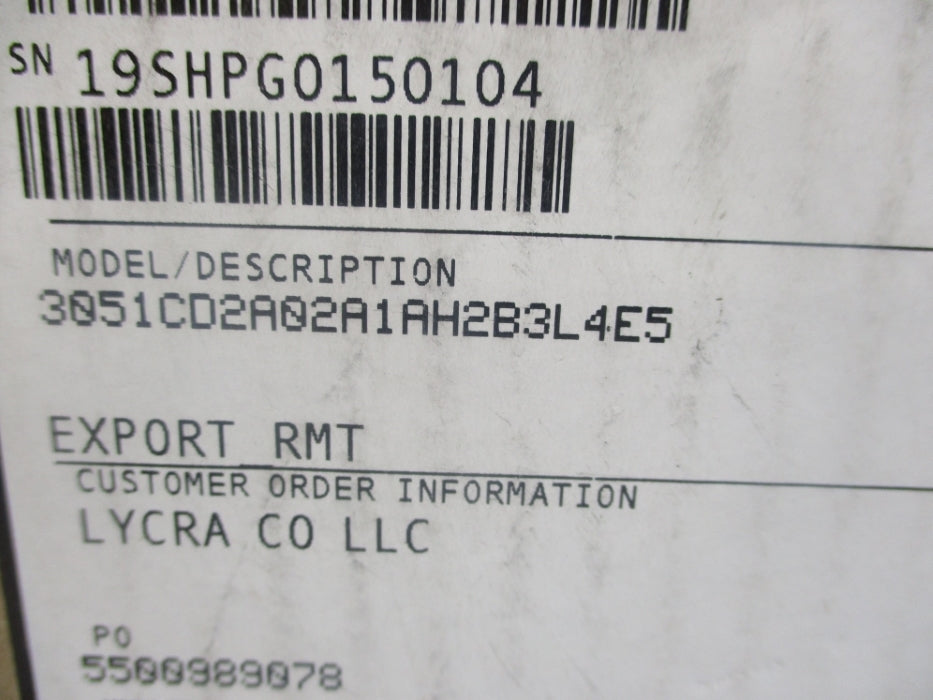 SN 19SHPG0150104
MODEL/DESCRIPTION
3051CD2A02A1AH2B3L4E5
EXPORT RMT
CUSTOMER ORDER INFORMATION
LYCRA CO LLC
PO
5500989078